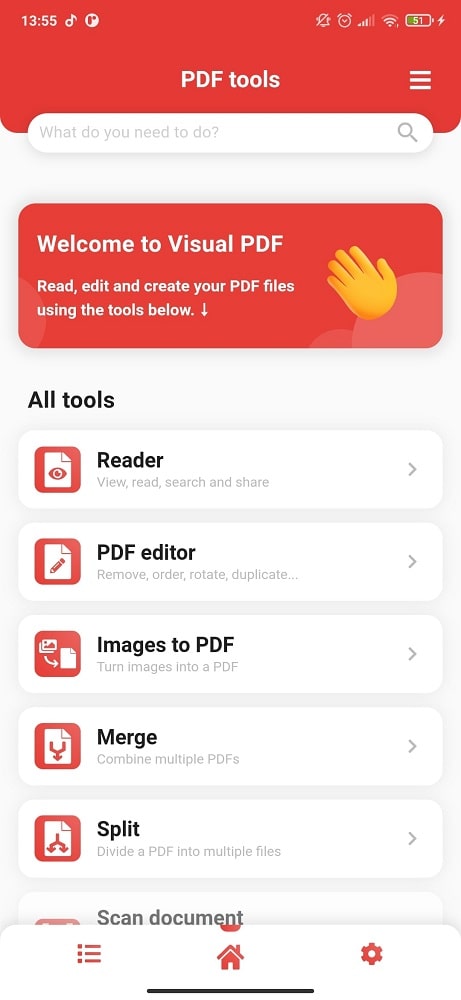 13:55
51
PDF tools
What do you need to do?
Welcome to Visual PDF
Read, edit and create your PDF files
using the tools below. ↓
All tools
Reader
View, read, search and share
PDF editor
Remove, order, rotate, duplicate...
Images to PDF
Turn images into a PDF
Merge
Combine multiple PDFs
Split
Divide a PDF into multiple files
Scan document